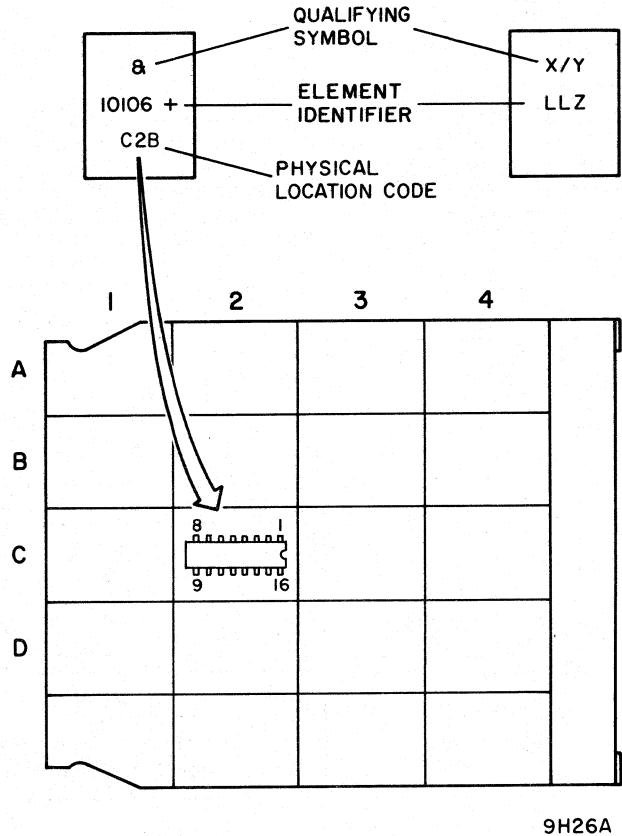 QUALIFYING
SYMBOL
&
X/Y
10106 +
ELEMENT
IDENTIFIER
LLZ
C2B
PHYSICAL
LOCATION CODE
1 2 3 4
A
B
8 1
C
9 16
D
9H26A